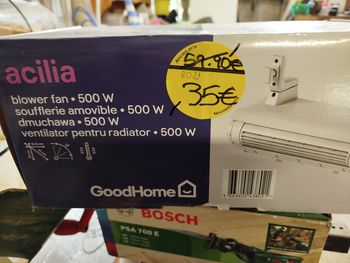 acilia
blower fan • 500 W
soufflerie amovible • 500 W
dmuchawa • 500 W
ventilator pentru radiator • 500 W
59.90€
8021
35€
GoodHome
BOSCH
PSA 700 E